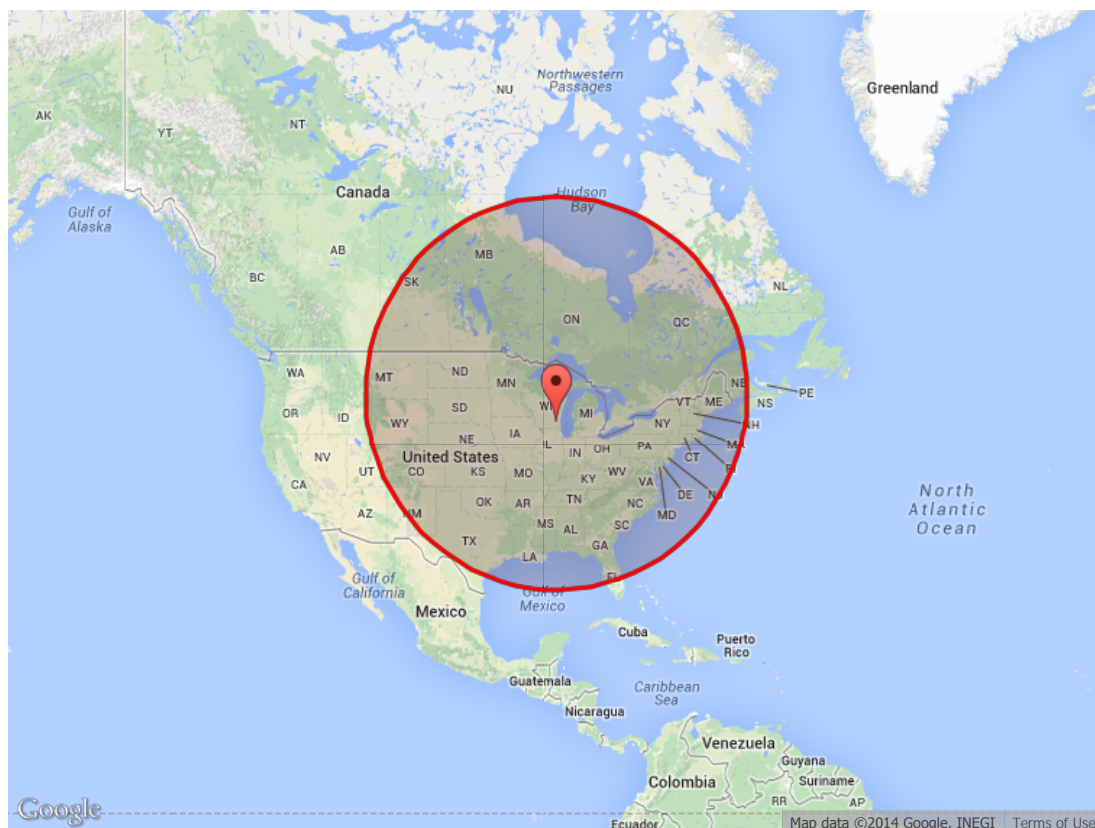 Greenland
Northwestern
Passages
NU
AK
YT
NT
Canada
Hudson
Bay
Gulf of
Alaska
AB
MB
BC
SK
NL
ON
QC
WA
MT
ND
MN
NB
PE
OR
ID
WY
SD
WI
MI
VT
ME
NS
NY
NH
IA
NE
IL
IN
OH
PA
MA
NV
UT
United States
CO
KS
MO
WV
CT
RI
CA
KY
VA
DE
NJ
AZ
NM
OK
AR
TN
NC
MD
MS
AL
SC
TX
LA
GA
FL
North
Atlantic
Ocean
Gulf of
California
Gulf of
Mexico
Mexico
Cuba
Puerto
Rico
Guatemala
Caribbean
Sea
Nicaragua
Venezuela
Guyana
Suriname
Colombia
RR
AP
Ecuador
Google
Map data ©2014 Google, INEGI
Terms of Use